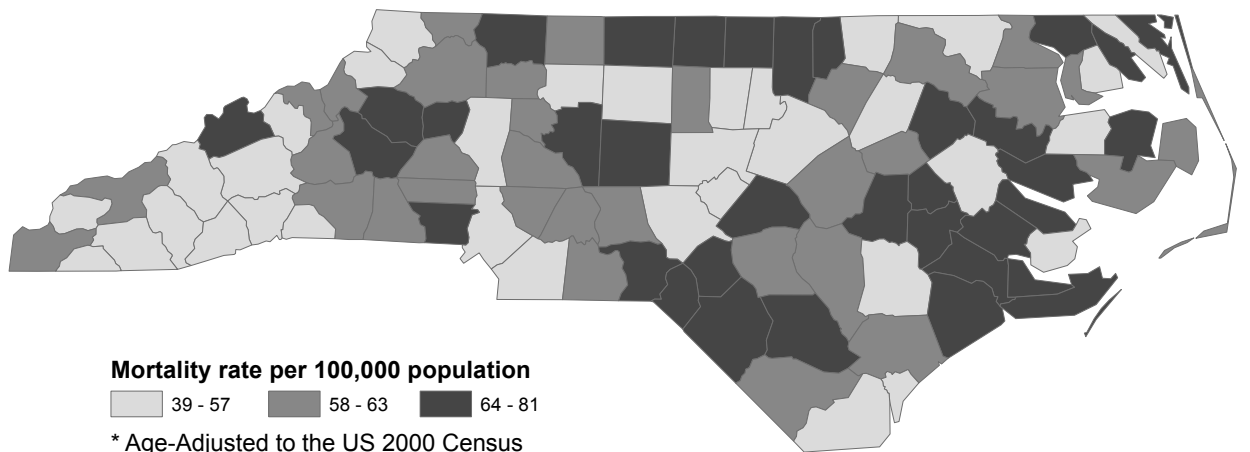 Mortality rate per 100,000 population
39 - 57 58 - 63 64 - 81
* Age-Adjusted to the US 2000 Census